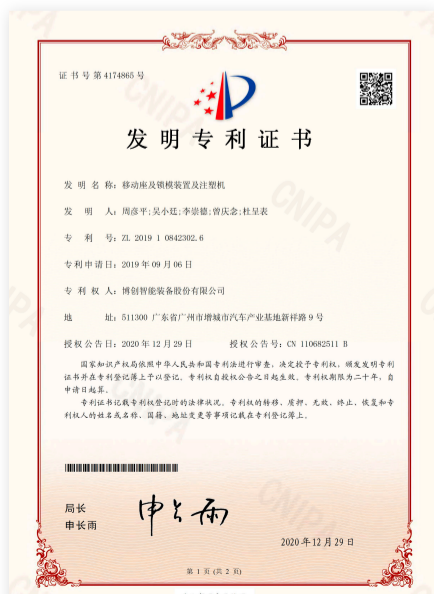 证书号第4174865号
发明专利证书
发 明 名 称：移动座及锁模装置及注塑机
发 明 人：周彦平;吴小廷;李崇德;曾庆念;杜呈表
专 利 号：ZL 2019 1 0842302.6
专利申请日：2019年09月06日
专 利 权 人：博创智能装备股份有限公司
地 址：511300 广东省广州市增城市汽车产业基地新祥路9号
授权公告日：2020年12月29日 授权公告号：CN 110682511 B
国家知识产权局依照中华人民共和国专利法进行审查，决定授予专利权，颁发发明专利
证书并在专利登记簿上予以登记。专利权自授权公告之日起生效。专利权期限为二十年，自
申请日起算。
专利证书记载专利权登记时的法律状况。专利权的转移、质押、无效、终止、恢复和专
利权人的姓名或名称、国籍、地址变更等事项记载在专利登记簿上。
局长
申长雨
申长雨
2020年12月29日
第 1 页 (共 2 页)
CNIPA
CNIPA
CNIPA
CNIPA